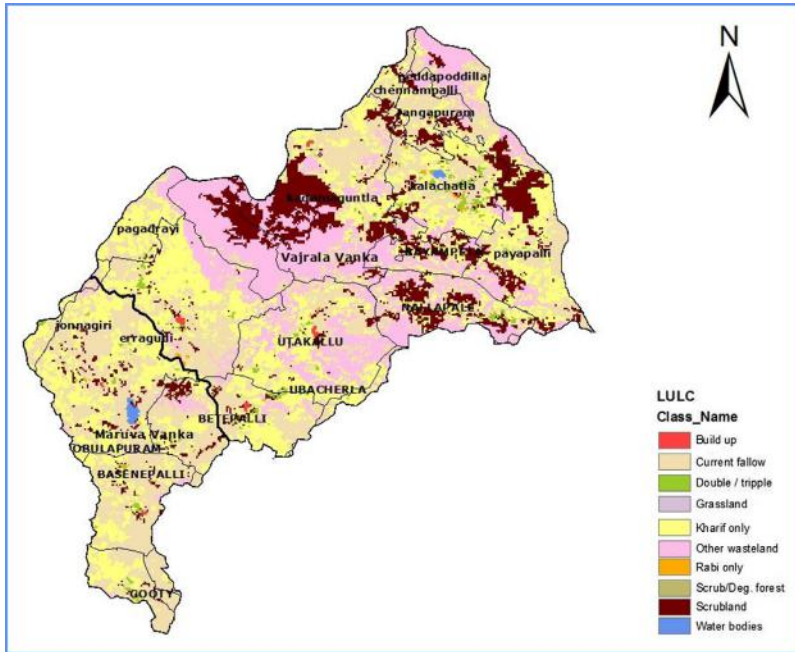 N
peddapoddilla
chennampalli
Jangapuram
kalachatla
pagadrayi
Vajrala Vanka
payapalli
jonnagiri
erragudi
UTAKALLU
UBACHERLA
BETEPALLI
Maruva Vanka
OBULAPURAM
BASENEPALLI
GOOTY
LULC
Class_Name
Build up
Current fallow
Double / tripple
Grassland
Kharif only
Other wasteland
Rabi only
Scrub/Deg. forest
Scrubland
Water bodies